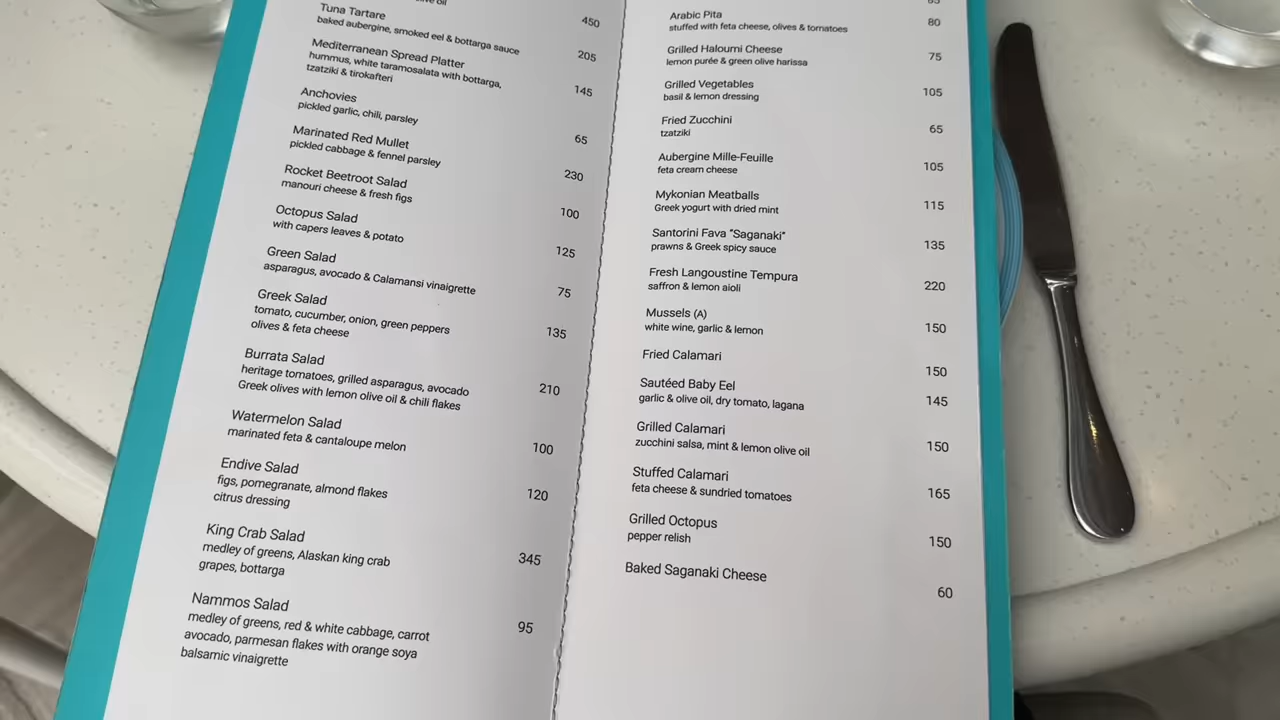 olive oil 450
Tuna Tartare 205
baked aubergine, smoked eel & bottarga sauce
Mediterranean Spread Platter 145
hummus, white taramosalata with bottarga,
tzatziki & tirokafteri
Anchovies 65
pickled garlic, chili, parsley
Marinated Red Mullet 230
pickled cabbage & fennel parsley
Rocket Beetroot Salad 100
manouri cheese & fresh figs
Octopus Salad 125
with capers leaves & potato
Green Salad 75
asparagus, avocado & Calamansi vinaigrette
Greek Salad 135
tomato, cucumber, onion, green peppers
olives & feta cheese
Burrata Salad 210
heritage tomatoes, grilled asparagus, avocado
Greek olives with lemon olive oil & chili flakes
Watermelon Salad 100
marinated feta & cantaloupe melon
Endive Salad 120
figs, pomegranate, almond flakes
citrus dressing
King Crab Salad 345
medley of greens, Alaskan king crab
grapes, bottarga
Nammos Salad 95
medley of greens, red & white cabbage, carrot
avocado, parmesan flakes with orange soya
balsamic vinaigrette
Arabic Pita 80
stuffed with feta cheese, olives & tomatoes
Grilled Haloumi Cheese 75
lemon purée & green olive harissa
Grilled Vegetables 105
basil & lemon dressing
Fried Zucchini 65
tzatziki
Aubergine Mille-Feuille 105
feta cream cheese
Mykonian Meatballs 115
Greek yogurt with dried mint
Santorini Fava "Saganaki" 135
prawns & Greek spicy sauce
Fresh Langoustine Tempura 220
saffron & lemon aioli
Mussels (A) 150
white wine, garlic & lemon
Fried Calamari 150
Sautéed Baby Eel 145
garlic & olive oil, dry tomato, lagana
Grilled Calamari 150
zucchini salsa, mint & lemon olive oil
Stuffed Calamari 165
feta cheese & sundried tomatoes
Grilled Octopus 150
pepper relish
Baked Saganaki Cheese 60